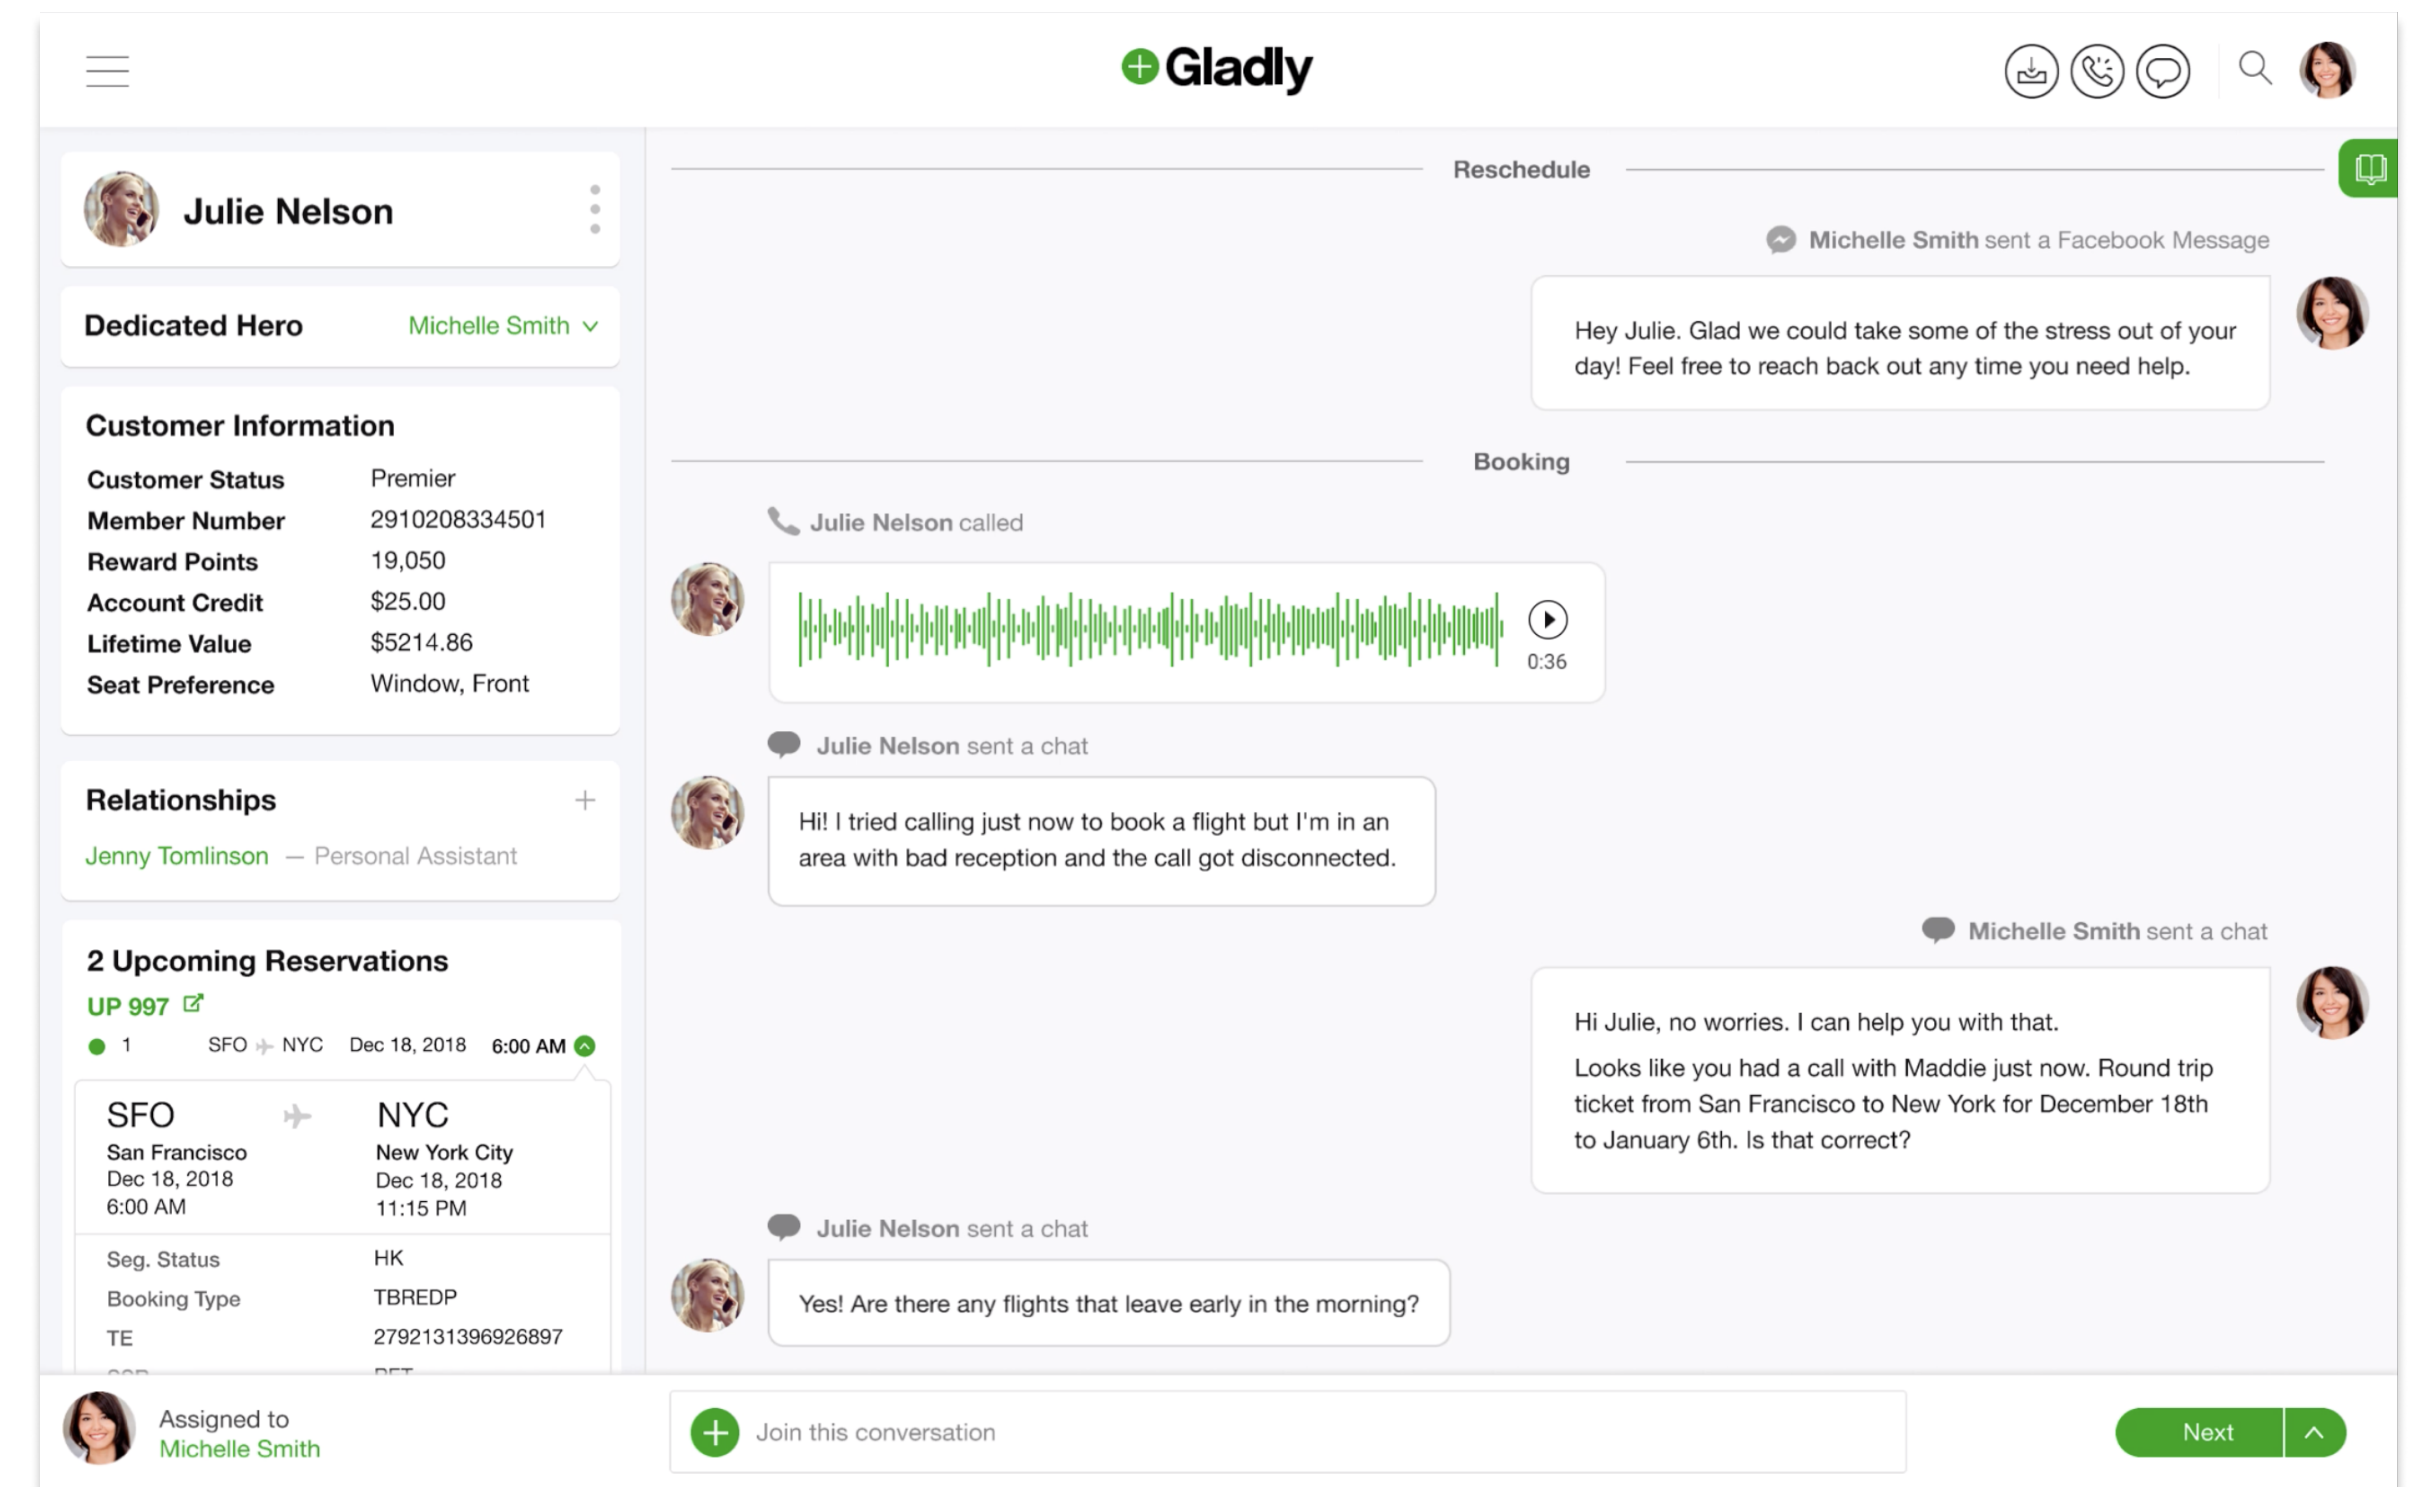 Gladly
Julie Nelson
Dedicated Hero Michelle Smith
Customer Information
Customer Status Premier
Member Number 2910208334501
Reward Points 19,050
Account Credit $25.00
Lifetime Value $5214.86
Seat Preference Window, Front
Relationships +
Jenny Tomlinson — Personal Assistant
2 Upcoming Reservations
UP 997
1 SFO NYC Dec 18, 2018 6:00 AM
SFO NYC
San Francisco New York City
Dec 18, 2018 Dec 18, 2018
6:00 AM 11:15 PM
Seg. Status HK
Booking Type TBREDP
TE 2792131396926897
Assigned to
Michelle Smith
Reschedule
Michelle Smith sent a Facebook Message
Hey Julie. Glad we could take some of the stress out of your
day! Feel free to reach back out any time you need help.
Booking
Julie Nelson called
0:36
Julie Nelson sent a chat
Hi! I tried calling just now to book a flight but I'm in an
area with bad reception and the call got disconnected.
Michelle Smith sent a chat
Hi Julie, no worries. I can help you with that.
Looks like you had a call with Maddie just now. Round trip
ticket from San Francisco to New York for December 18th
to January 6th. Is that correct?
Julie Nelson sent a chat
Yes! Are there any flights that leave early in the morning?
Join this conversation
Next